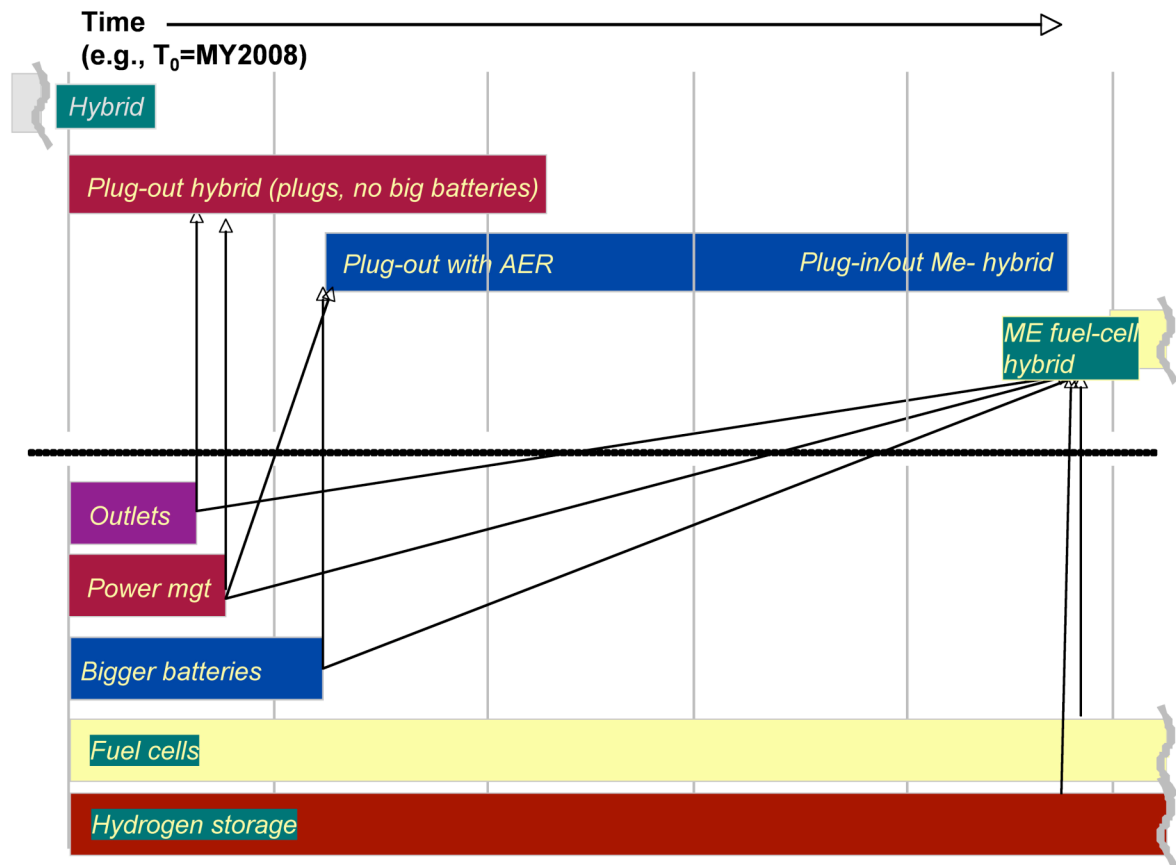 Time
(e.g., T₀=MY2008)
Hybrid
Plug-out hybrid (plugs, no big batteries)
Plug-out with AER
Plug-in/out Me- hybrid
ME fuel-cell
hybrid
Outlets
Power mgt
Bigger batteries
Fuel cells
Hydrogen storage